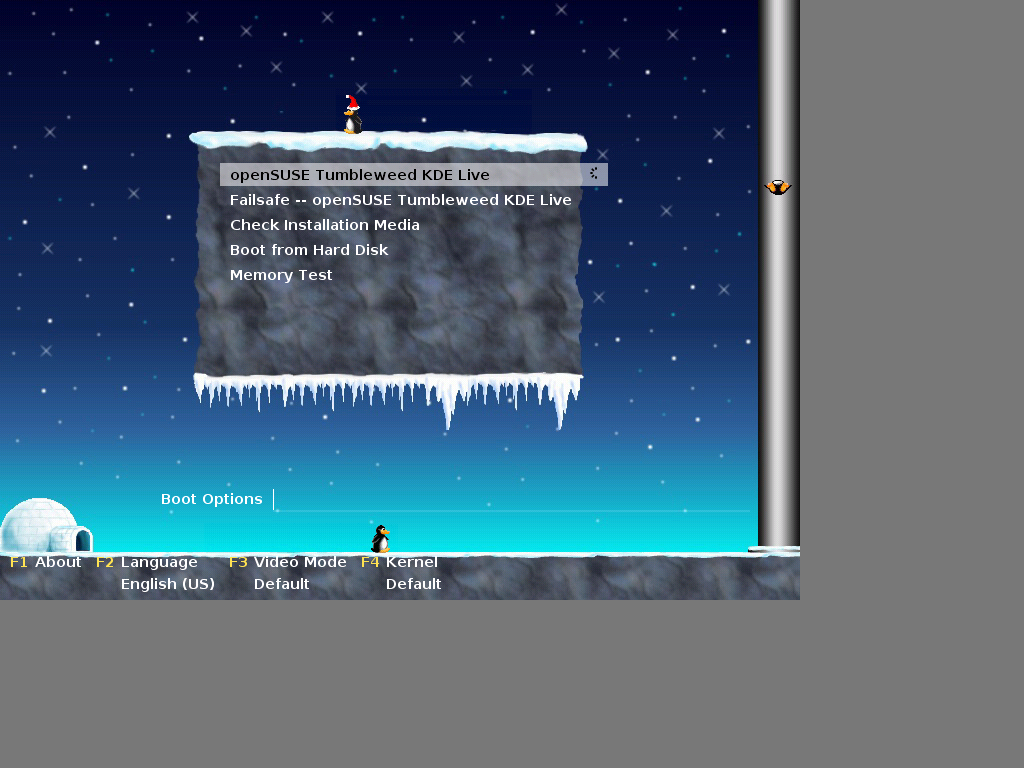 openSUSE Tumbleweed KDE Live
Failsafe -- openSUSE Tumbleweed KDE Live
Check Installation Media
Boot from Hard Disk
Memory Test
Boot Options
F1 About F2 Language F3 Video Mode F4 Kernel
English (US) Default Default